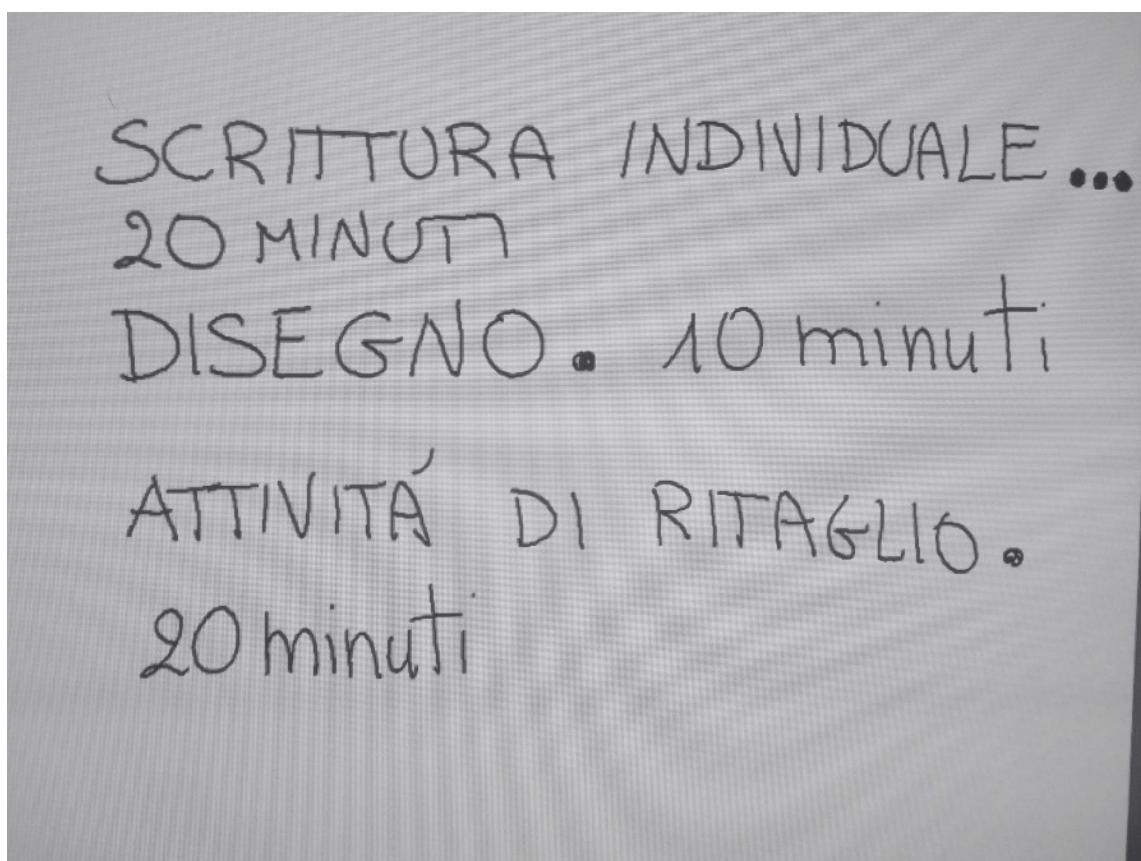 SCRITTURA INDIVIDUALE...
20 MINUTI
DISEGNO. 10 minuti
ATTIVITÁ DI RITAGLIO.
20 minuti